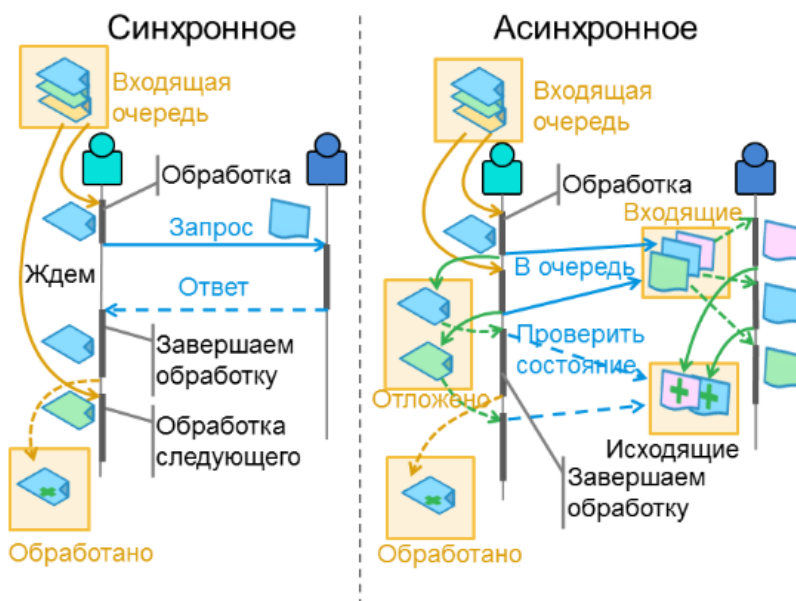 Синхронное
Входящая
очередь
Обработка
Запрос
Ждем
Ответ
Завершаем
обработку
Обработка
следующего
Обработано
Асинхронное
Входящая
очередь
Обработка
Входящие
В очередь
Проверить
состояние
Отложено
Исходящие
Завершаем
обработку
Обработано